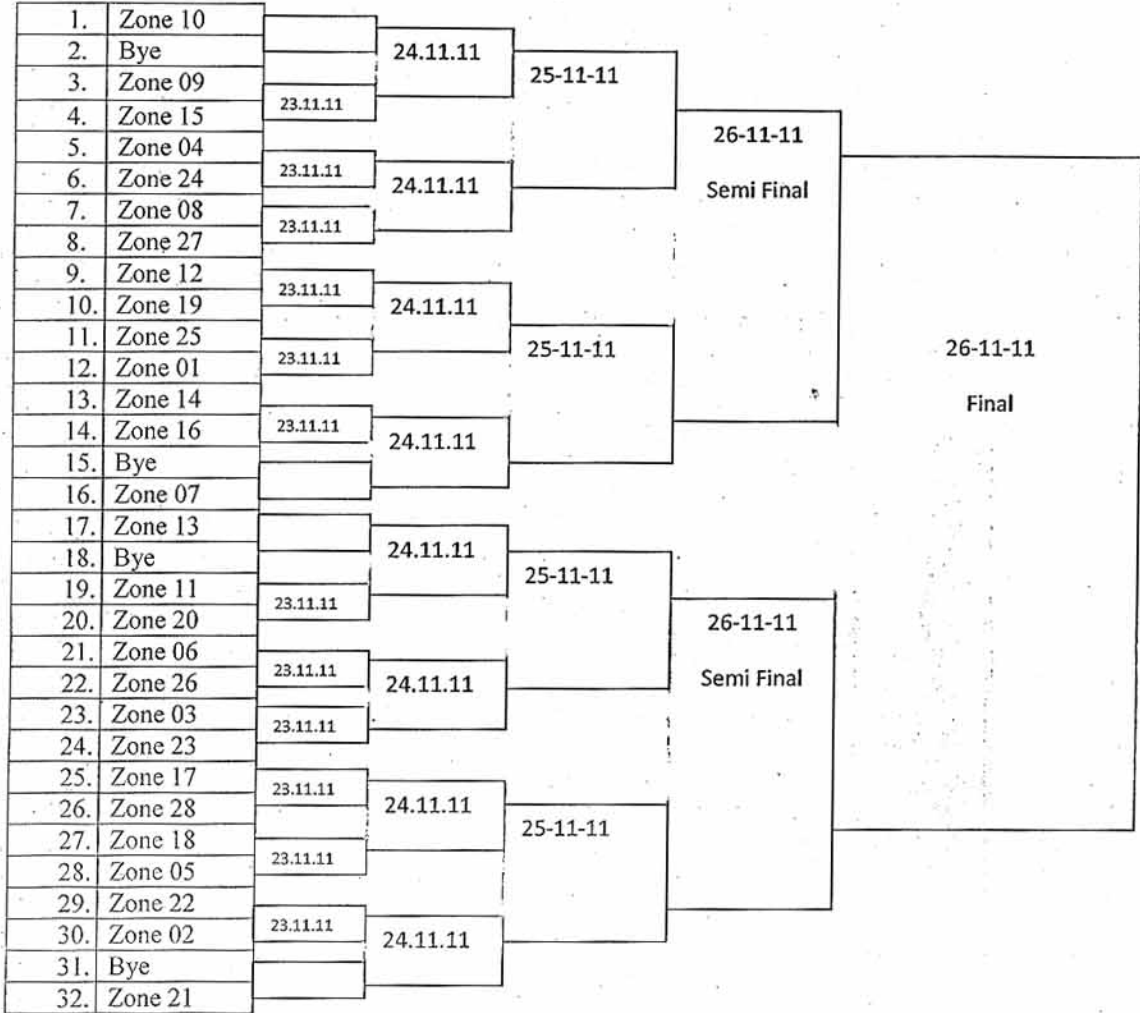 1. Zone 10
2. Bye
3. Zone 09
4. Zone 15
5. Zone 04
6. Zone 24
7. Zone 08
8. Zone 27
9. Zone 12
10. Zone 19
11. Zone 25
12. Zone 01
13. Zone 14
14. Zone 16
15. Bye
16. Zone 07
17. Zone 13
18. Bye
19. Zone 11
20. Zone 20
21. Zone 06
22. Zone 26
23. Zone 03
24. Zone 23
25. Zone 17
26. Zone 28
27. Zone 18
28. Zone 05
29. Zone 22
30. Zone 02
31. Bye
32. Zone 21
23.11.11
23.11.11
23.11.11
23.11.11
23.11.11
23.11.11
23.11.11
23.11.11
23.11.11
23.11.11
23.11.11
23.11.11
24.11.11
24.11.11
24.11.11
24.11.11
24.11.11
24.11.11
24.11.11
24.11.11
25-11-11
25-11-11
25-11-11
25-11-11
26-11-11
Semi Final
26-11-11
Semi Final
26-11-11
Final